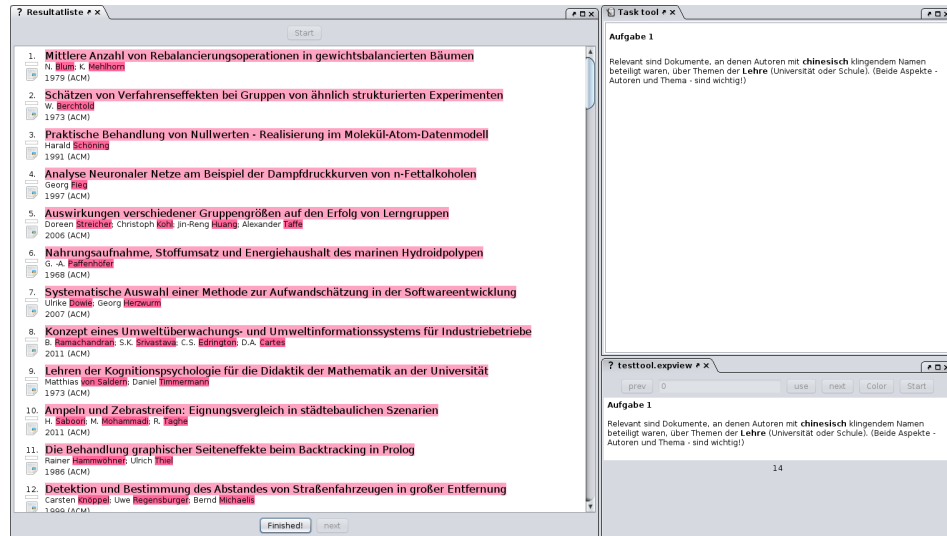 ? Resultatliste
Start
1. Mittlere Anzahl von Rebalancierungsoperationen in gewichtsbalancierten Bäumen
N. Blum; K. Mehlhorn
1979 (ACM)
2. Schätzen von Verfahrenseffekten bei Gruppen von ähnlich strukturierten Experimenten
W. Berchtold
1973 (ACM)
3. Praktische Behandlung von Nullwerten - Realisierung im Molekül-Atom-Datenmodell
Harald Schöning
1991 (ACM)
4. Analyse Neuronaler Netze am Beispiel der Dampfdruckkurven von n-Fettalkoholen
Georg Fieg
1997 (ACM)
5. Auswirkungen verschiedener Gruppengrößen auf den Erfolg von Lerngruppen
Doreen Streicher; Christoph Kohl; Jin-Reng Huang; Alexander Taffe
2006 (ACM)
6. Nahrungsaufnahme, Stoffumsatz und Energiehaushalt des marinen Hydroidpolypen
G. -A. Paffenhöfer
1968 (ACM)
7. Systematische Auswahl einer Methode zur Aufwandschätzung in der Softwareentwicklung
Ulrike Dowie; Georg Herzwurm
2007 (ACM)
8. Konzept eines Umweltüberwachungs- und Umweltinformationssystems für Industriebetriebe
B. Ramachandran; S.K. Srivastava; C.S. Edrington; D.A. Cartes
2011 (ACM)
9. Lehren der Kognitionspsychologie für die Didaktik der Mathematik an der Universität
Matthias von Saldern; Daniel Timmermann
1973 (ACM)
10. Ampeln und Zebrastreifen: Eignungsvergleich in städtebaulichen Szenarien
H. Saboori; M. Mohammadi; R. Taghe
2011 (ACM)
11. Die Behandlung graphischer Seiteneffekte beim Backtracking in Prolog
Rainer Hammwöhner; Ulrich Thiel
1986 (ACM)
12. Detektion und Bestimmung des Abstandes von Straßenfahrzeugen in großer Entfernung
Carsten Knöppel; Uwe Regensburger; Bernd Michaelis
1999 (ACM)
Finished! next
Task tool
Aufgabe 1
Relevant sind Dokumente, an denen Autoren mit chinesisch klingendem Namen
beteiligt waren, über Themen der Lehre (Universität oder Schule). (Beide Aspekte -
Autoren und Thema - sind wichtig!)
? testtool.expview
prev 0 use next Color Start
Aufgabe 1
Relevant sind Dokumente, an denen Autoren mit chinesisch klingendem Namen
beteiligt waren, über Themen der Lehre (Universität oder Schule). (Beide Aspekte -
Autoren und Thema - sind wichtig!)
14